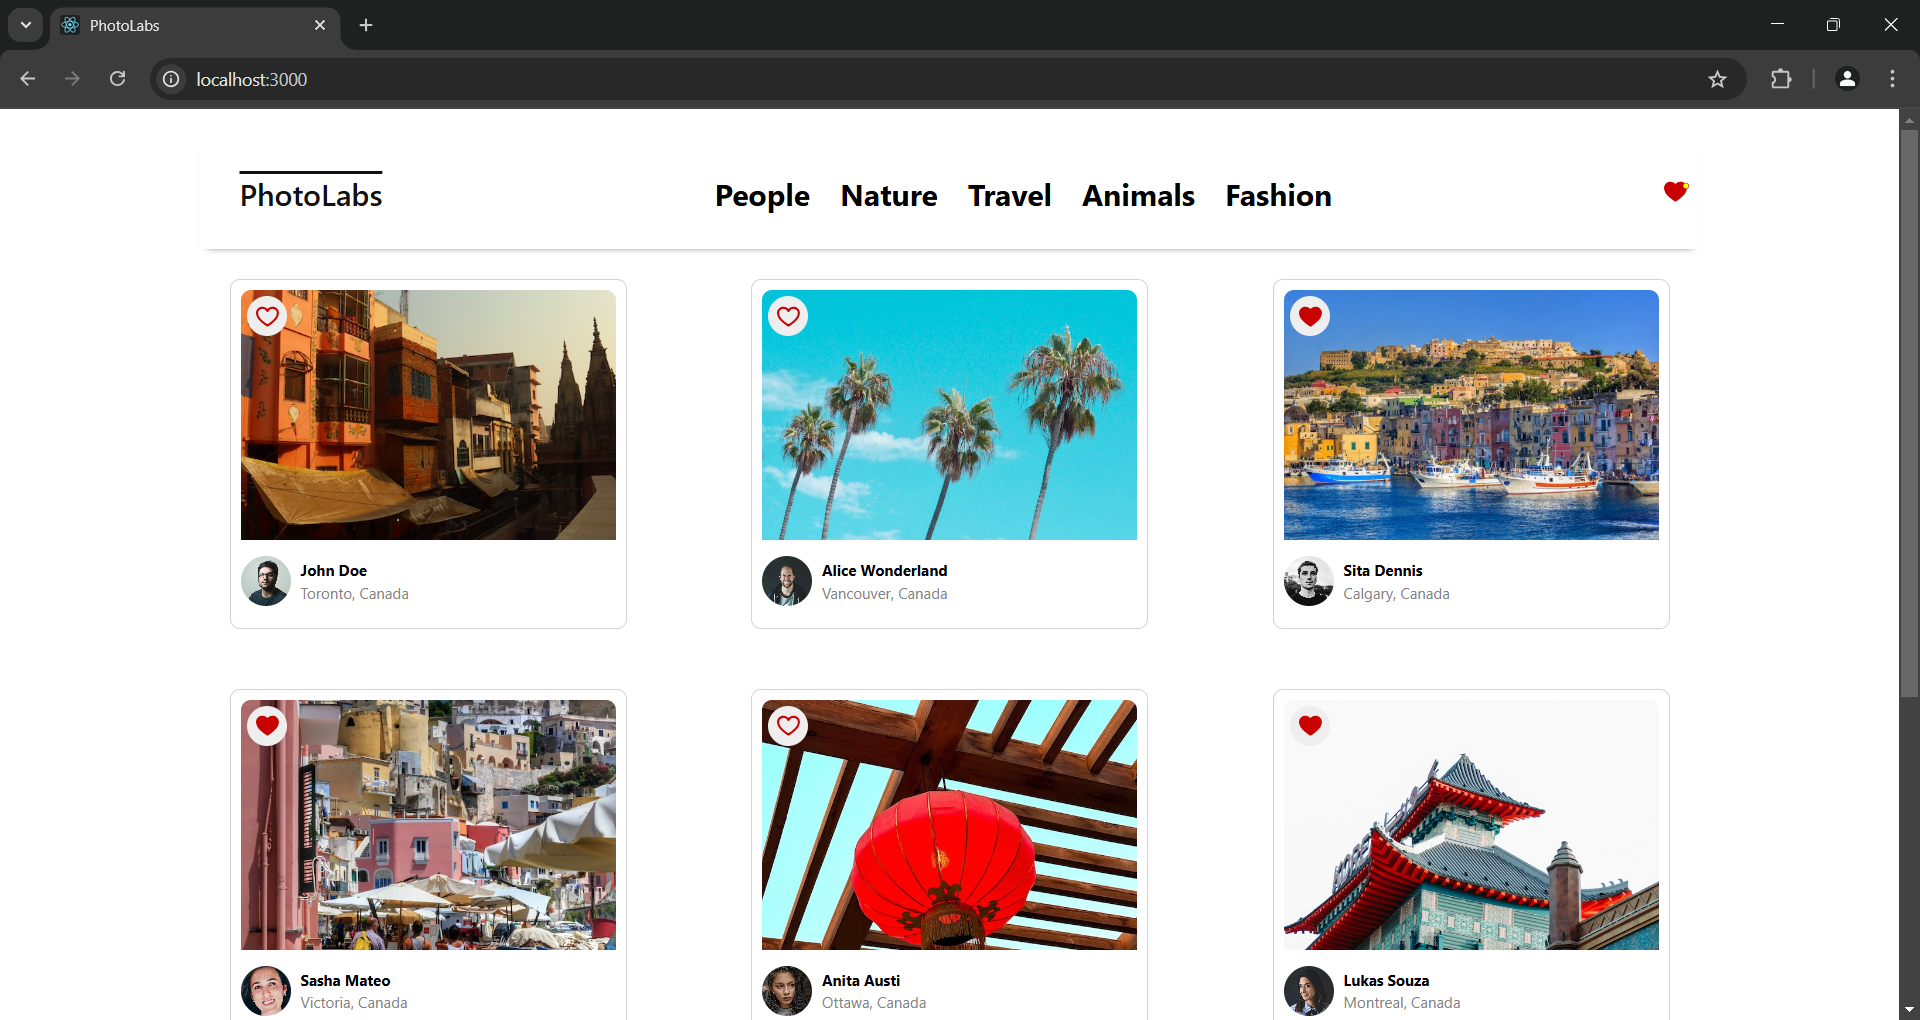 PhotoLabs
localhost:3000
PhotoLabs
People Nature Travel Animals Fashion
John Doe
Toronto, Canada
Alice Wonderland
Vancouver, Canada
Sita Dennis
Calgary, Canada
Sasha Mateo
Victoria, Canada
Anita Austi
Ottawa, Canada
Lukas Souza
Montreal, Canada